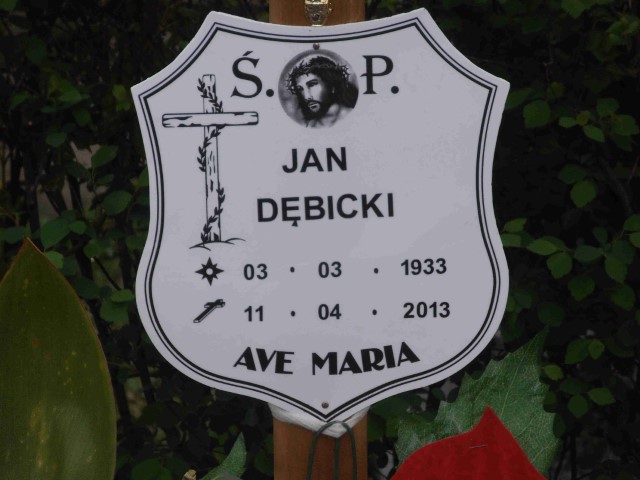 Ś. P.
JAN
DĘBICKI
03 · 03 · 1933
11 · 04 · 2013
AVE MARIA